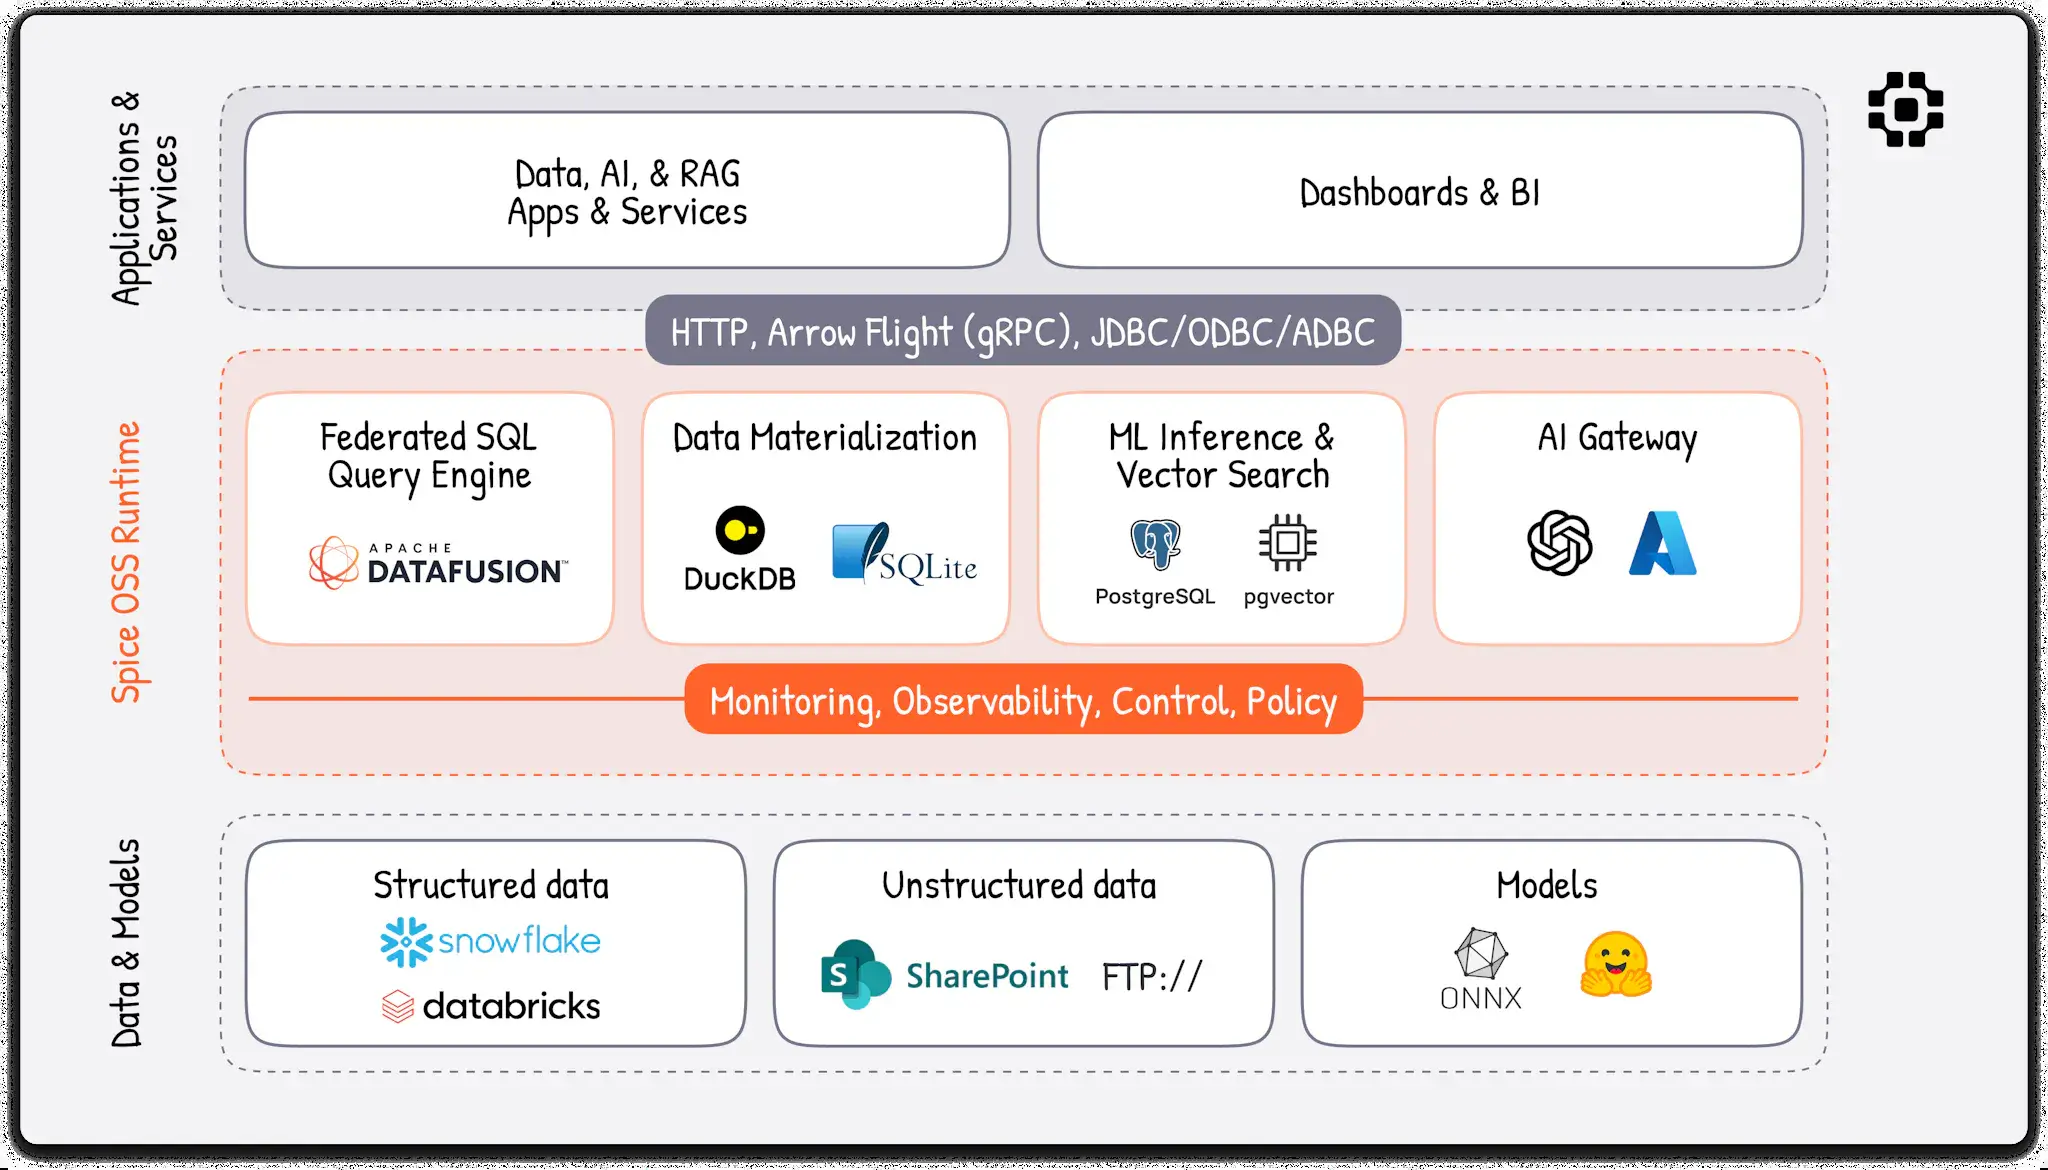 Applications &
Services
Data, AI, & RAG
Apps & Services
Dashboards & BI
HTTP, Arrow Flight (gRPC), JDBC/ODBC/ADBC
Spice OSS Runtime
Federated SQL
Query Engine
APACHE
DATAFUSION™
Data Materialization
DuckDB
SQLite
ML Inference &
Vector Search
PostgreSQL
pgvector
AI Gateway
Monitoring, Observability, Control, Policy
Data & Models
Structured data
snowflake
databricks
Unstructured data
S SharePoint
FTP://
Models
ONNX